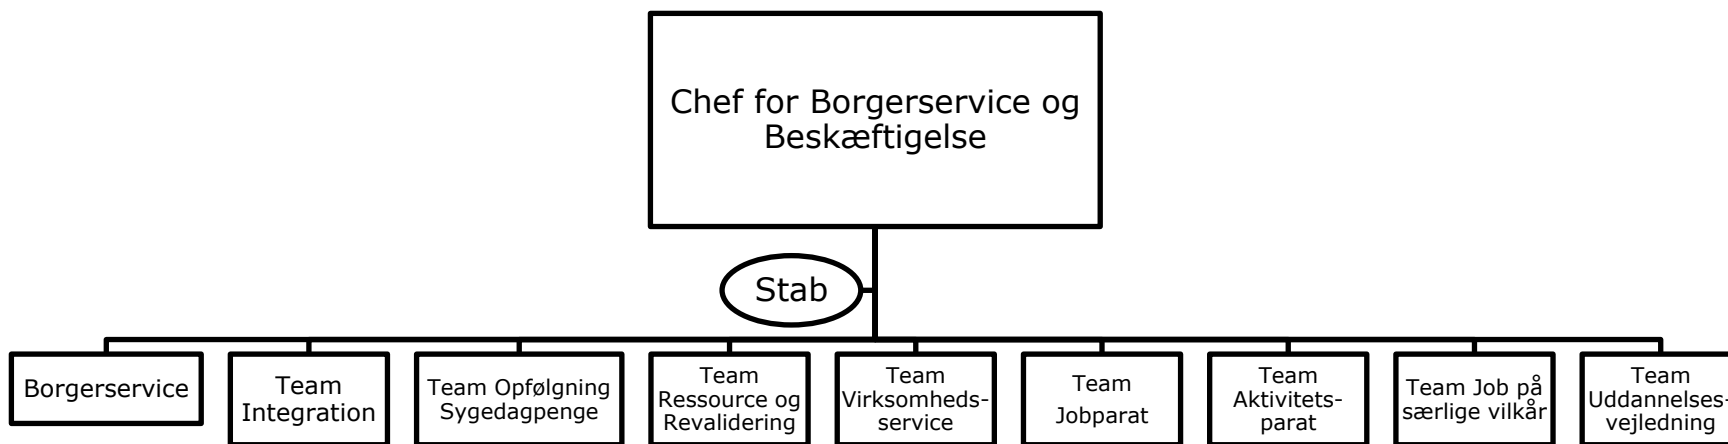 Chef for Borgerservice og
Beskæftigelse
Stab
Borgerservice
Team
Integration
Team Opfølgning
Sygedagpenge
Team
Ressource og
Revalidering
Team
Virksomheds-
service
Team
Jobparat
Team
Aktivitets-
parat
Team Job på
særlige vilkår
Team
Uddannelses-
vejledning